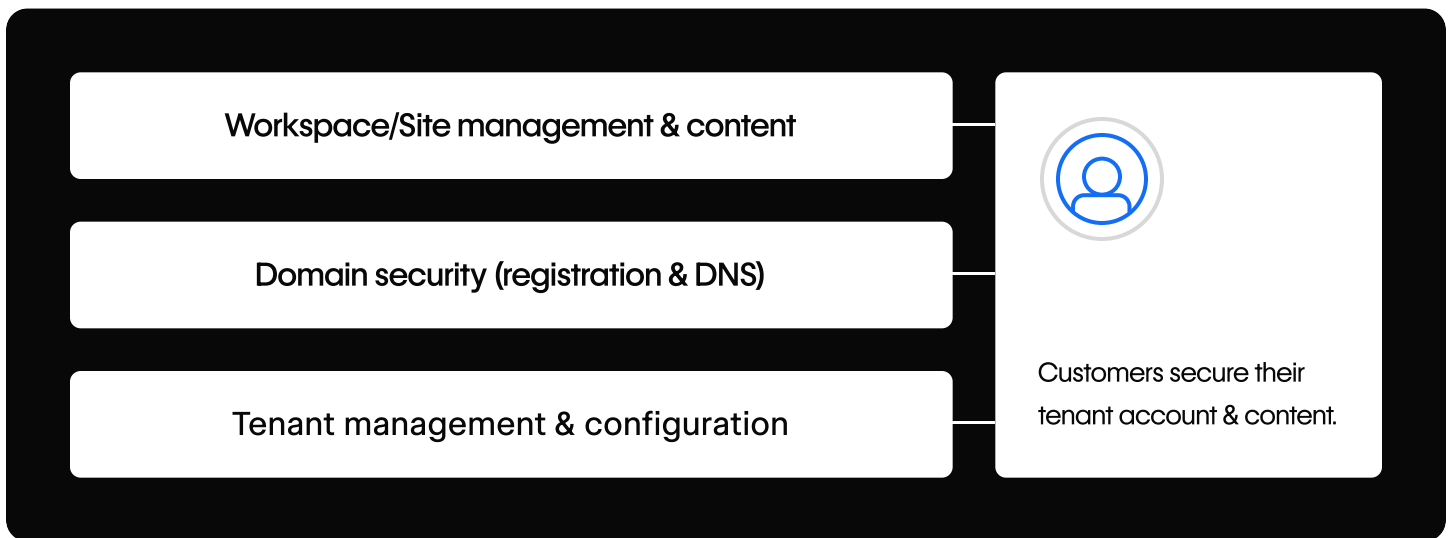 Workspace/Site management & content
Domain security (registration & DNS)
Tenant management & configuration
Customers secure their
tenant account & content.